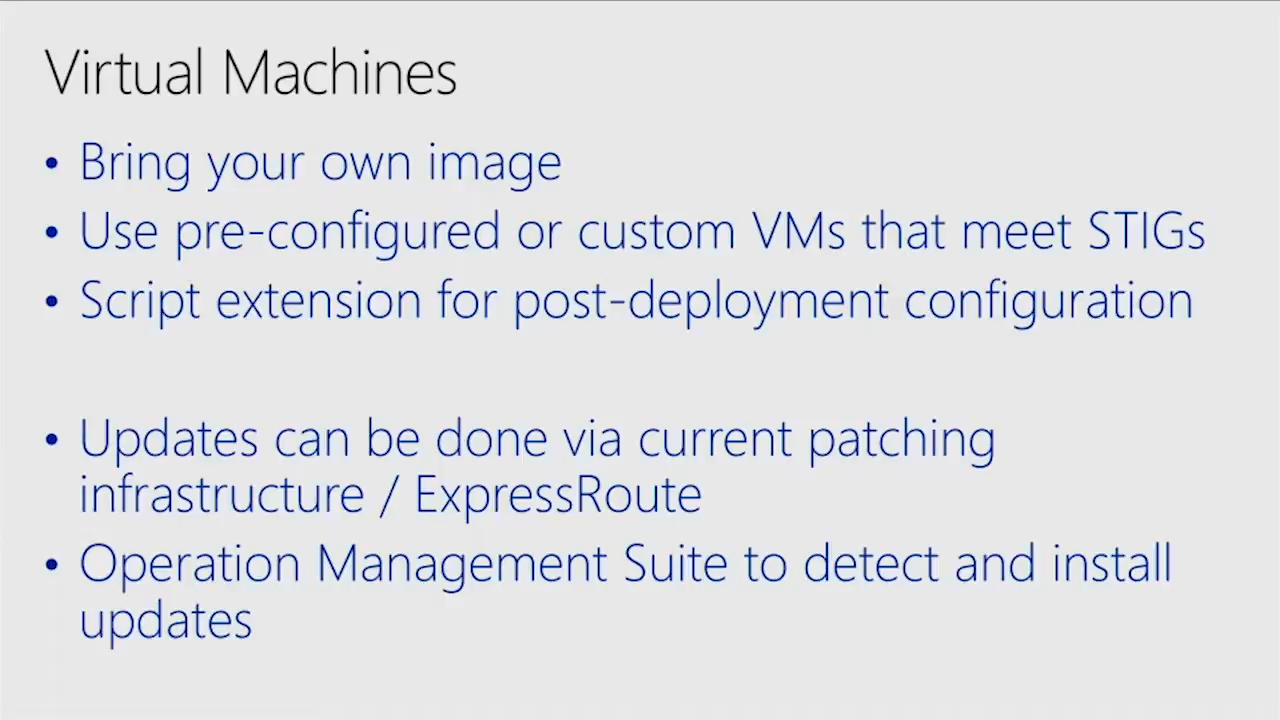 Virtual Machines
• Bring your own image
• Use pre-configured or custom VMs that meet STIGs
• Script extension for post-deployment configuration
• Updates can be done via current patching
infrastructure / ExpressRoute
• Operation Management Suite to detect and install
updates